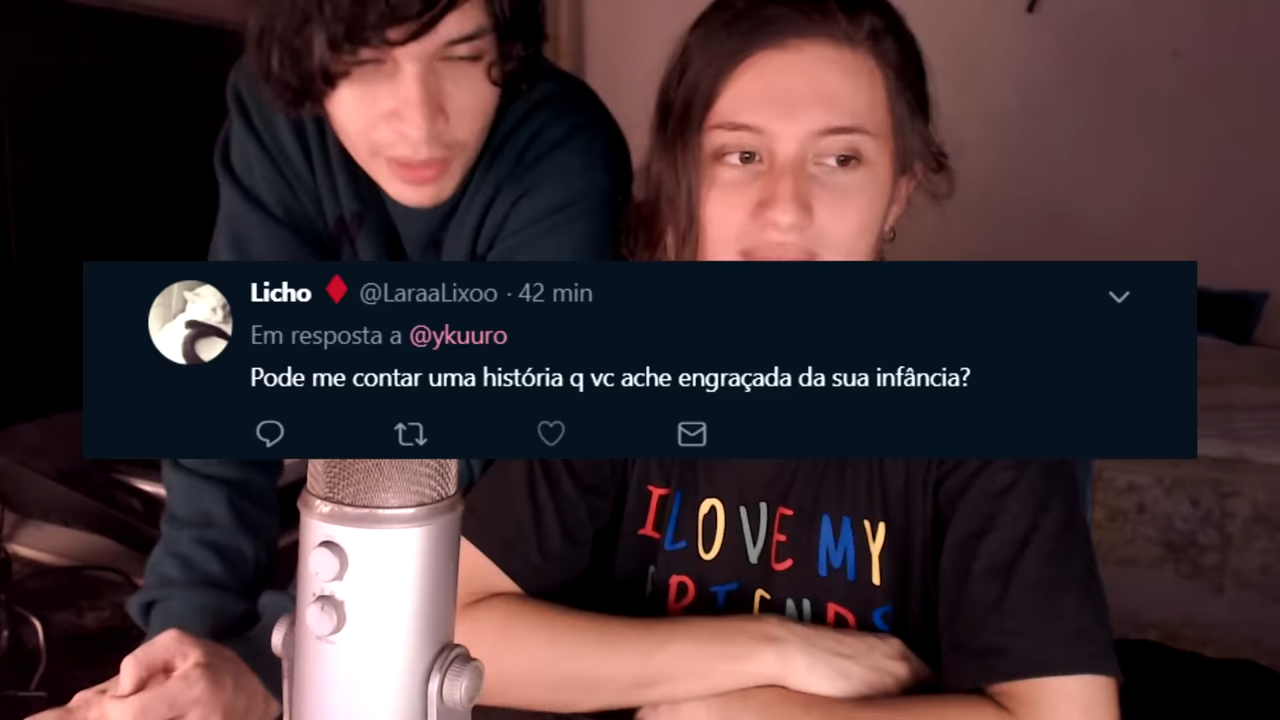 Licho @LaraaLixoo · 42 min
Em resposta a @ykuuro
Pode me contar uma história q vc ache engraçada da sua infância?
I LOVE MY
FRIENDS